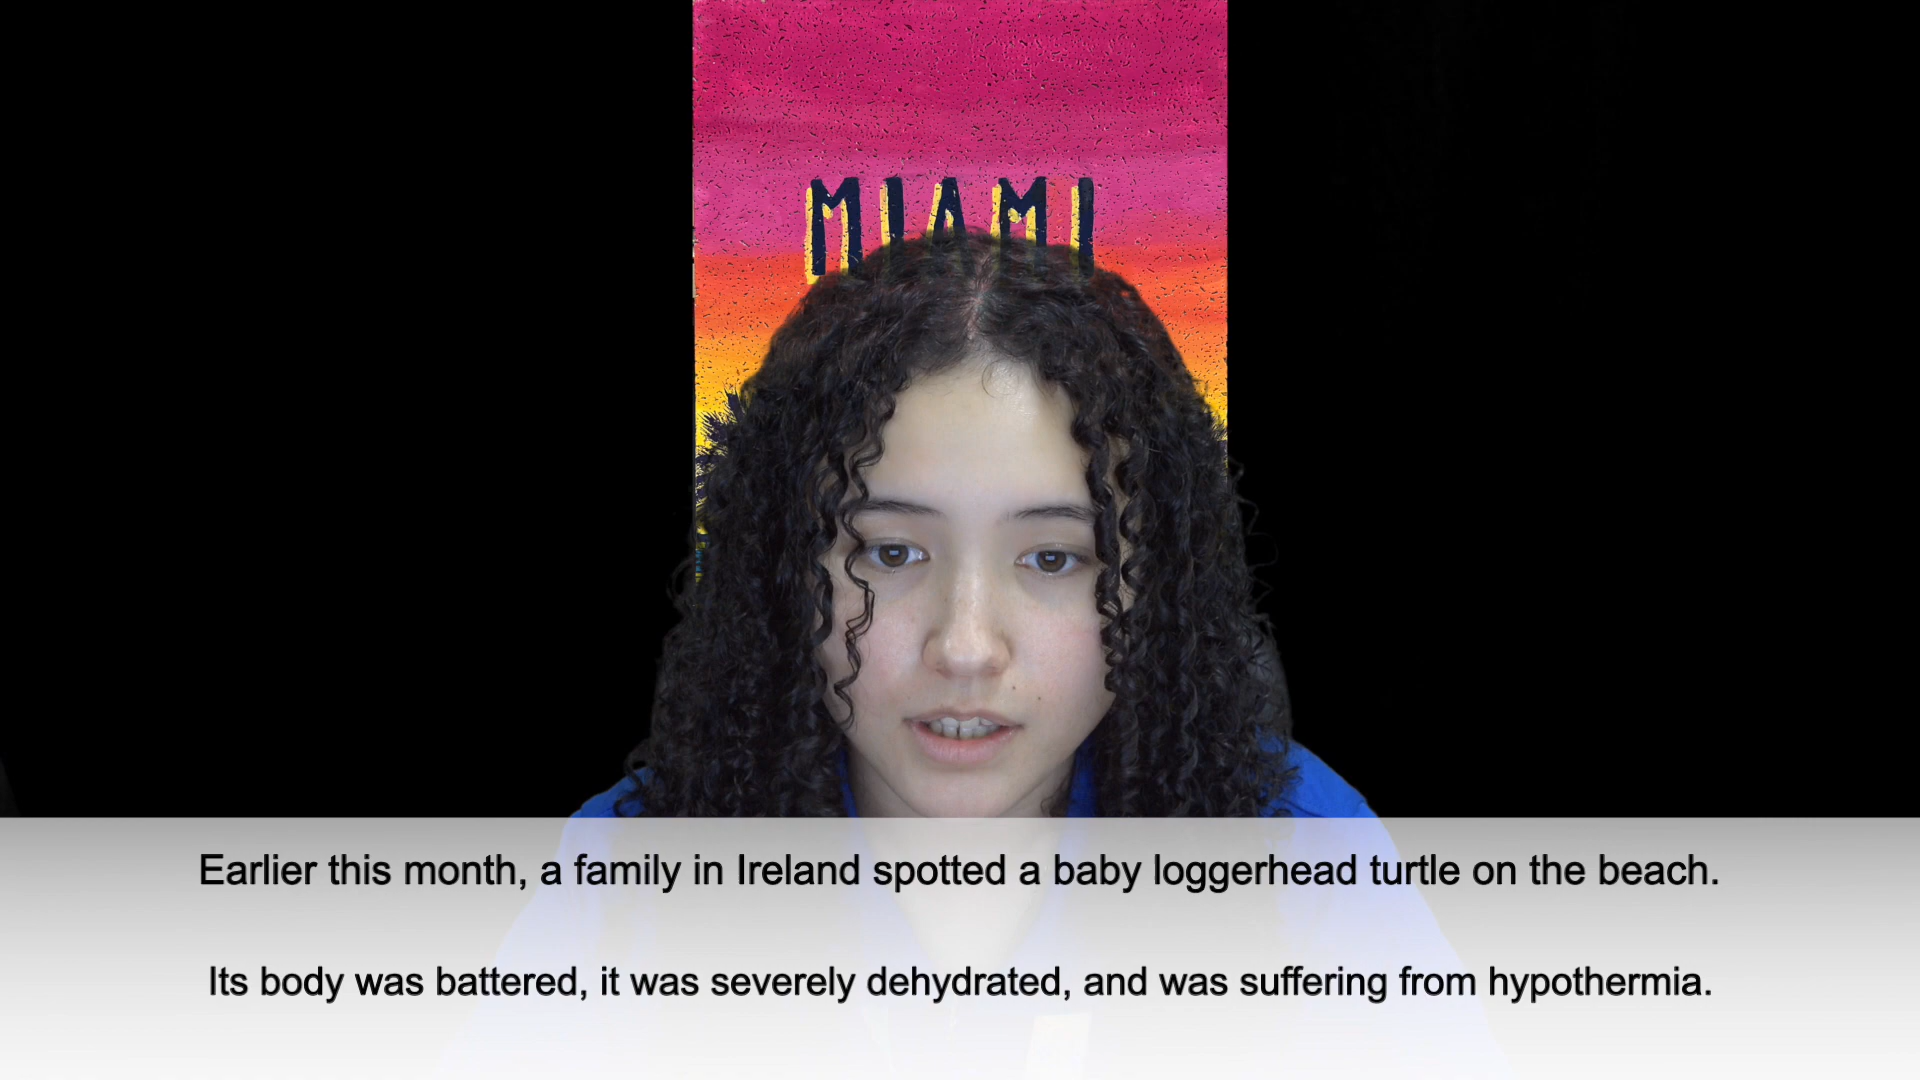 MIAMI
Earlier this month, a family in Ireland spotted a baby loggerhead turtle on the beach.
Its body was battered, it was severely dehydrated, and was suffering from hypothermia.